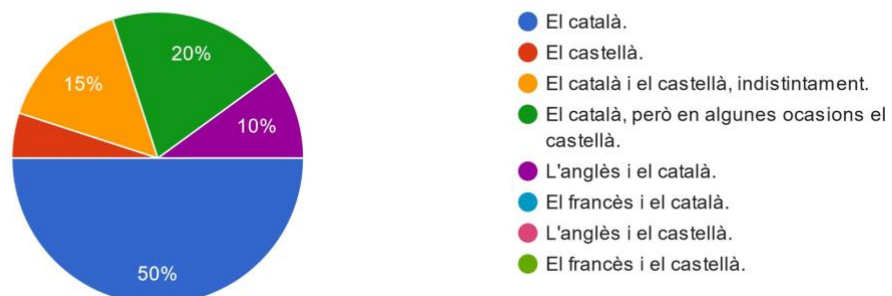 20%
15%
10%
50%
El català.
El castellà.
El català i el castellà, indistintament.
El català, però en algunes ocasions el
castellà.
L'anglès i el català.
El francès i el català.
L'anglès i el castellà.
El francès i el castellà.